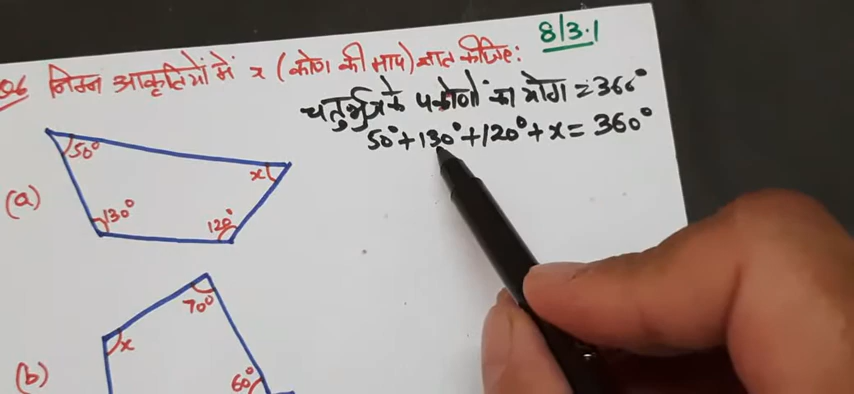 8/3.1
Q6 निम्न आकृतियों में x (कोण की माप) ज्ञात कीजिए:
चतुर्भुज के 4 कोणों का योग = 360°
50° + 130° + 120° + x = 360°
(a)
50°
x
130°
120°
(b)
70°
x
60°